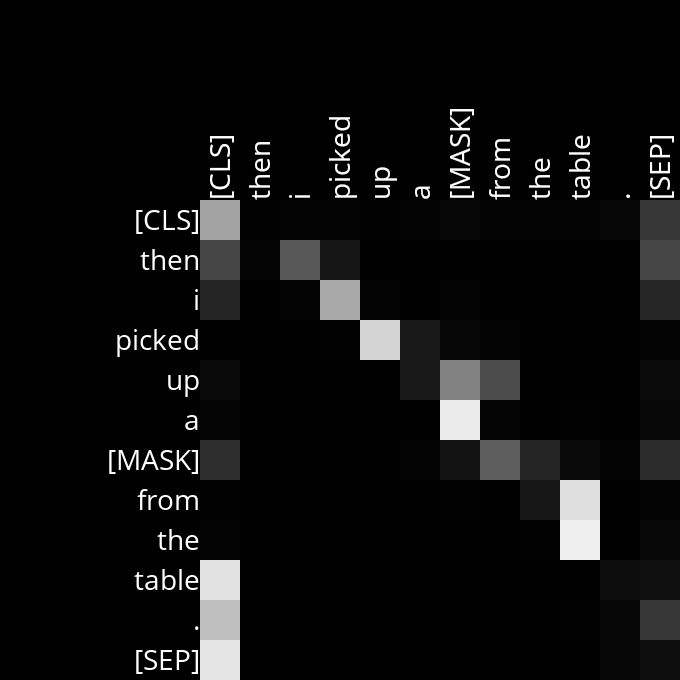 [CLS] then i picked up a [MASK] from the table . [SEP]
[CLS]
then
i
picked
up
a
[MASK]
from
the
table
.
[SEP]